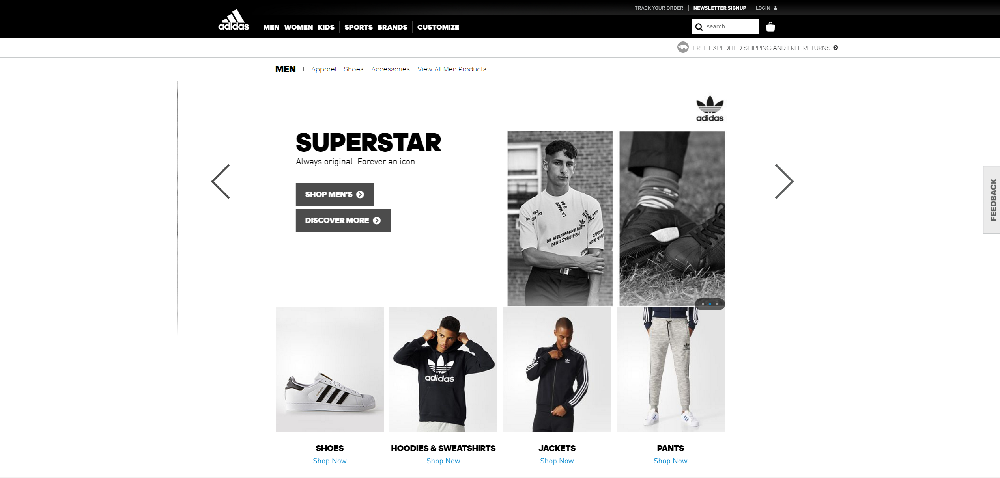 TRACK YOUR ORDER | NEWSLETTER SIGNUP LOGIN
adidas
MEN WOMEN KIDS | SPORTS BRANDS | CUSTOMIZE
search
FREE EXPEDITED SHIPPING AND FREE RETURNS
MEN | Apparel Shoes Accessories View All Men Products
adidas
SUPERSTAR
Always original. Forever an icon.
SHOP MEN'S
DISCOVER MORE
DIE WELTMARKE MIT
DEN 3 STREIFEN
FEEDBACK
SUPERSTAR
adidas
adidas
SHOES
Shop Now
HOODIES & SWEATSHIRTS
Shop Now
JACKETS
Shop Now
PANTS
Shop Now